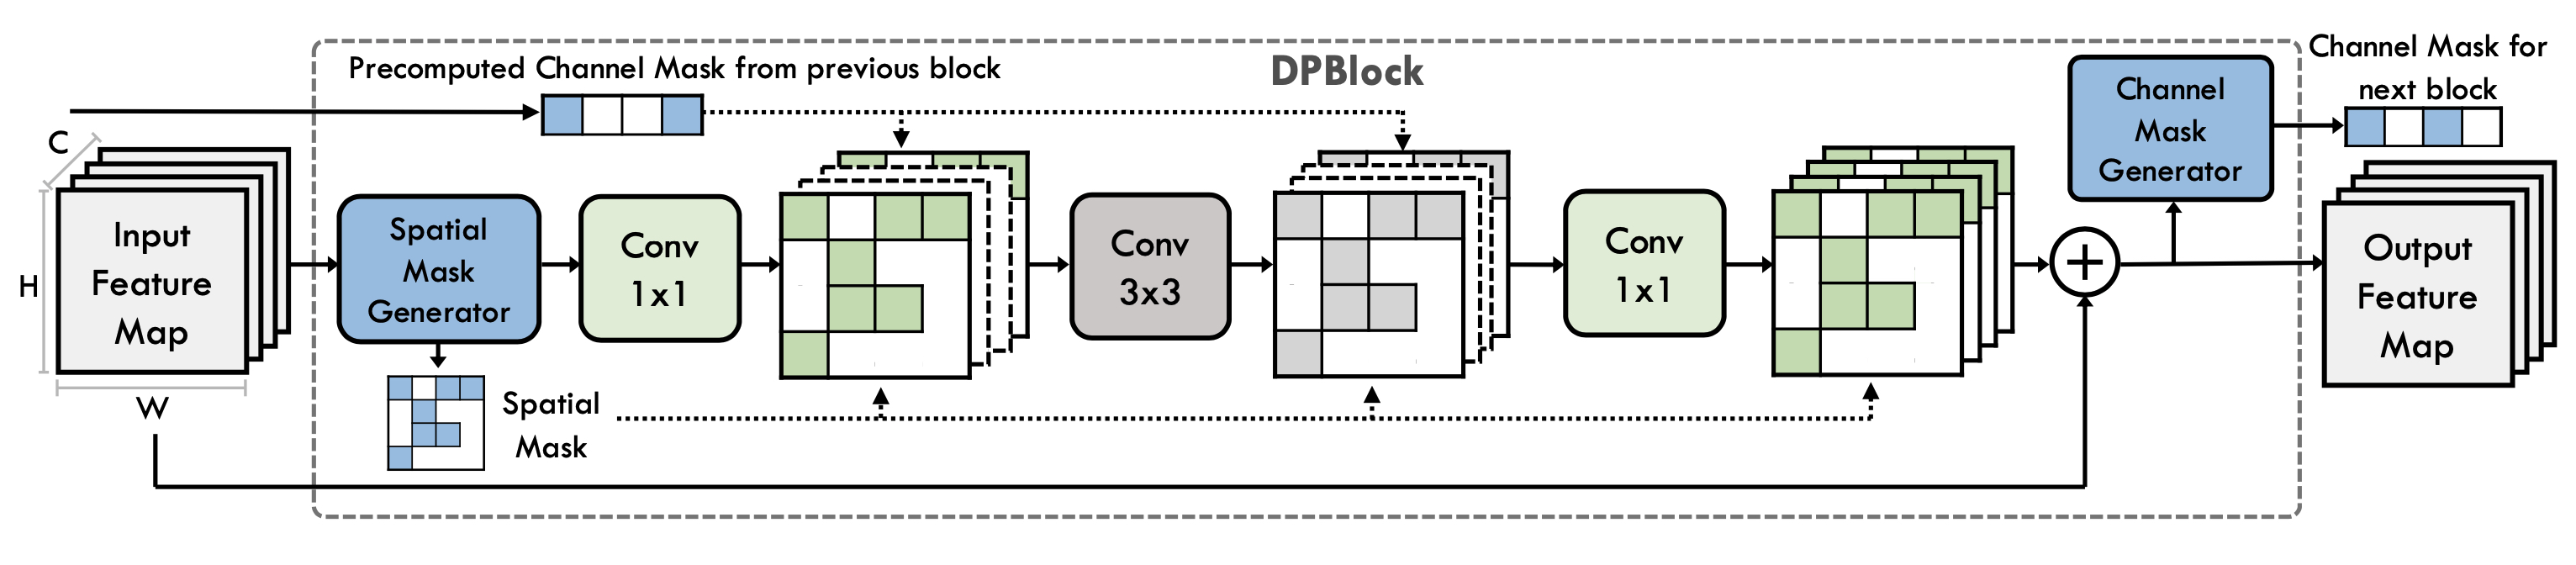 Precomputed Channel Mask from previous block
DPBlock
Channel Mask for
next block
Channel
Mask
Generator
C
H
W
Input
Feature
Map
Spatial
Mask
Generator
Conv
1x1
Conv
3x3
Conv
1x1
Output
Feature
Map
Spatial
Mask